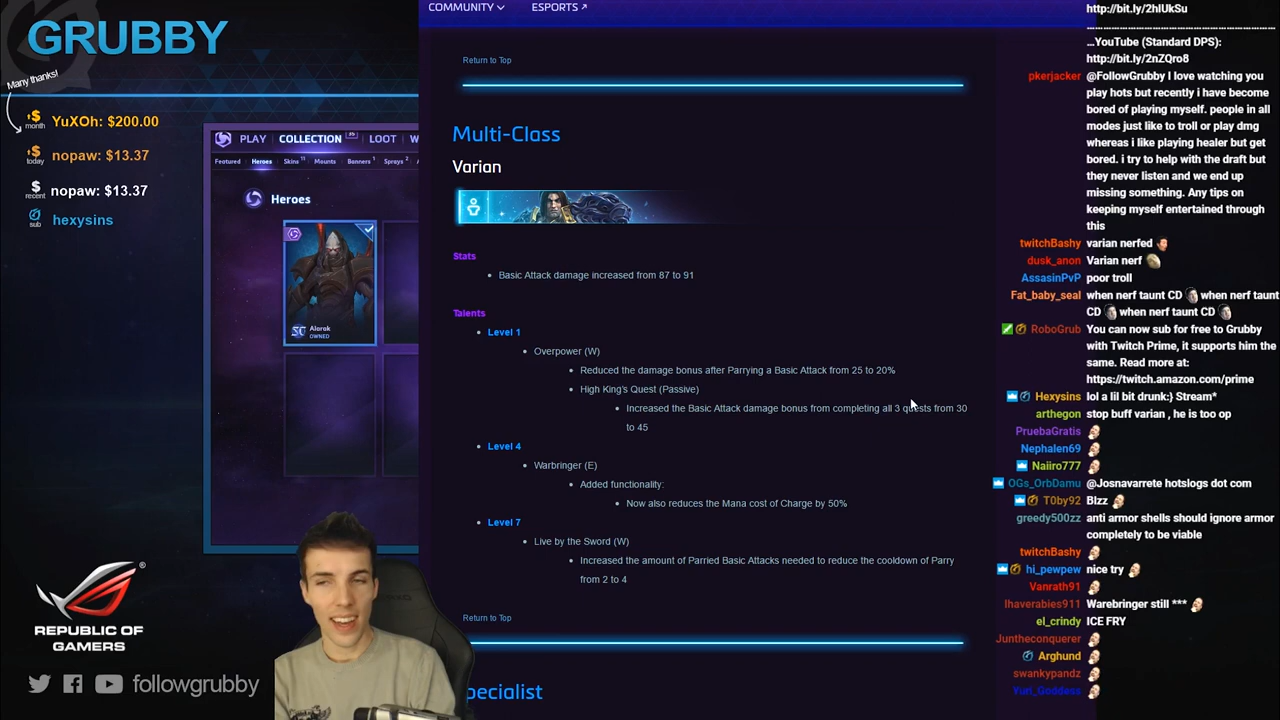 GRUBBY
Many thanks!
$
month
YuXOh: $200.00
$
today
nopaw: $13.37
$
recent
nopaw: $13.37
sub
hexysins
PLAY
COLLECTION
LOOT
W
Featured
Heroes
Skins
Mounts
Banners
Sprays
Heroes
Alarak
OWNED
REPUBLIC OF
GAMERS
followgrubby
COMMUNITY
ESPORTS
Return to Top
Multi-Class
Varian
Stats
Basic Attack damage increased from 87 to 91
Talents
Level 1
Overpower (W)
Reduced the damage bonus after Parrying a Basic Attack from 25 to 20%
High King's Quest (Passive)
Increased the Basic Attack damage bonus from completing all 3 quests from 30
to 45
Level 4
Warbringer (E)
Added functionality:
Now also reduces the Mana cost of Charge by 50%
Level 7
Live by the Sword (W)
Increased the amount of Parried Basic Attacks needed to reduce the cooldown of Parry
from 2 to 4
Return to Top
pecialist
http://bit.ly/2hlUkSu
...YouTube (Standard DPS):
http://bit.ly/2nZQro8
pkerjacker @FollowGrubby I love watching you
play hots but recently i have become
bored of playing myself. people in all
modes just like to troll or play dmg
whereas i like playing healer but get
bored. i try to help with the draft but
they never listen and we end up
missing something. Any tips on
keeping myself entertained through
this
twitchBashy varian nerfed
dusk_anon Varian nerf
AssasinPvP poor troll
Fat_baby_seal when nerf taunt CD when nerf taunt
CD when nerf taunt CD
RoboGrub You can now sub for free to Grubby
with Twitch Prime, it supports him
the same. Read more at:
https://twitch.amazon.com/prime
Hexysins lol a lil bit drunk:} Stream*
arthegon stop buff varian , he is too op
PruebaGratis
Nephalen69
Naiiro777
OGs_OrbDamu @Josnavarrete hotslogs dot com
T0by92 Blzz
greedy500zz anti armor shells should ignore armor
completely to be viable
twitchBashy
hi_pewpew nice try
Vanrath91
Ihaverabies911 Warebringer still ***
el_crindy ICE FRY
Juntheconquerer
Arghund
swankypandz
Yuri_Goddess